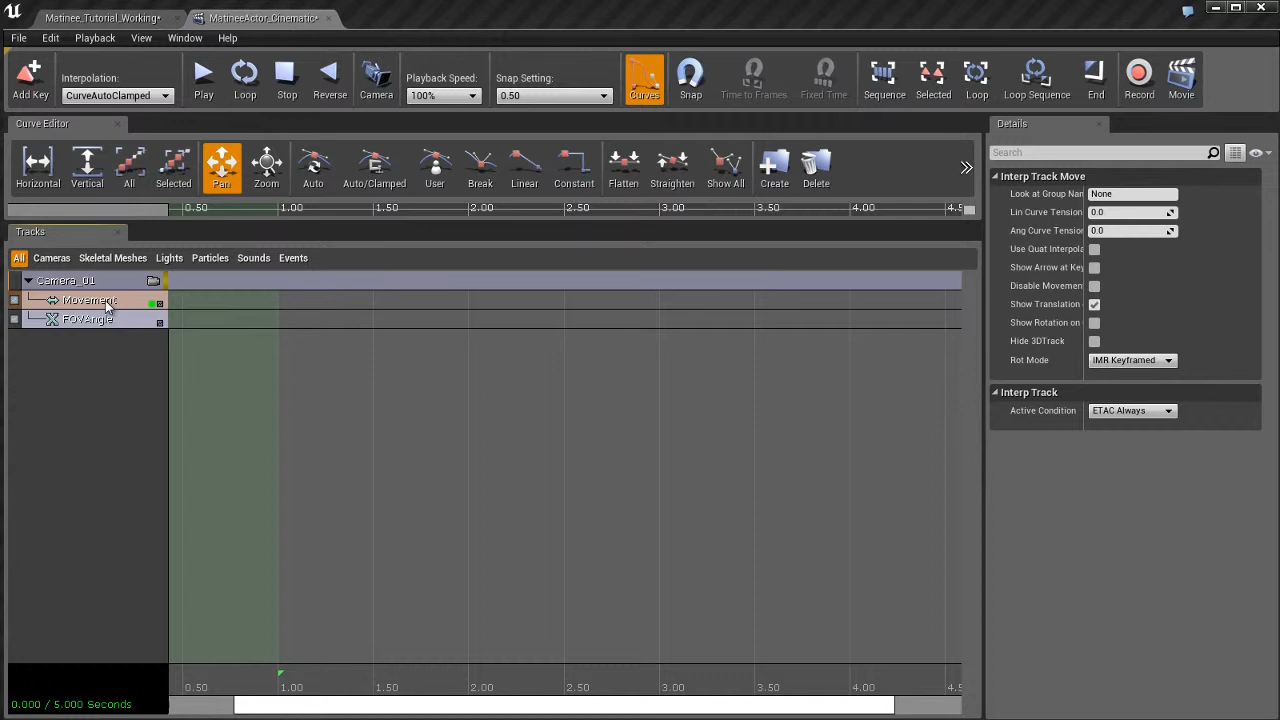 Matinee_Tutorial_Working*
MatineeActor_Cinematic*
File Edit Playback View Window Help
Add Key
Interpolation:
CurveAutoClamped
Play
Loop
Stop
Reverse
Camera
Playback Speed:
100%
Snap Setting:
0.50
Curves
Snap
Time to Frames
Fixed Time
Sequence
Selected
Loop
Loop Sequence
End
Record
Movie
Curve Editor
Horizontal
Vertical
All
Selected
Pan
Zoom
Auto
Auto/Clamped
User
Break
Linear
Constant
Flatten
Straighten
Show All
Create
Delete
0.50 1.00 1.50 2.00 2.50 3.00 3.50 4.00 4.5
Tracks
All Cameras Skeletal Meshes Lights Particles Sounds Events
Camera_01
Movement
FOVAngle
0.50 1.00 1.50 2.00 2.50 3.00 3.50 4.00 4.5
0.000 / 5.000 Seconds
Details
Search
Interp Track Move
Look at Group Nar None
Lin Curve Tension 0.0
Ang Curve Tension 0.0
Use Quat Interpola
Show Arrow at Key
Disable Movemen
Show Translation
Show Rotation on
Hide 3DTrack
Rot Mode IMR Keyframed
Interp Track
Active Condition ETAC Always